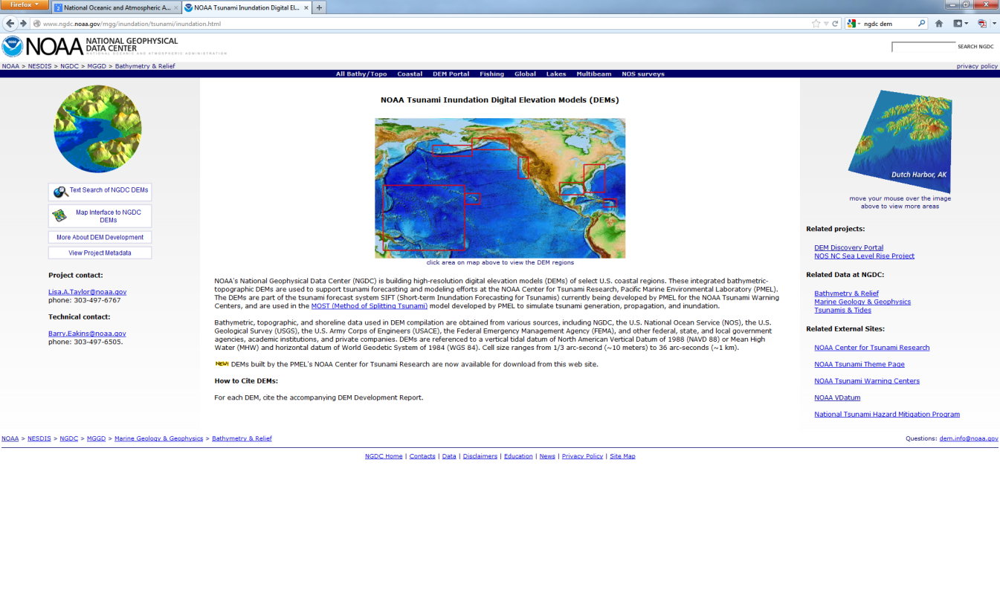 Firefox
National Oceanic and Atmospheric A...
NOAA Tsunami Inundation Digital El...
www.ngdc.noaa.gov/mgg/inundation/tsunami/inundation.html
ngdc dem
NOAA NATIONAL GEOPHYSICAL
DATA CENTER
NATIONAL OCEANIC AND ATMOSPHERIC ADMINISTRATION
SEARCH NGDC
NOAA > NESDIS > NGDC > MGGD > Bathymetry & Relief
privacy policy
All Bathy/Topo Coastal DEM Portal Fishing Global Lakes Multibeam NOS surveys
Text Search of NGDC DEMs
Map Interface to NGDC
DEMs
More About DEM Development
View Project Metadata
Project contact:
Lisa.A.Taylor@noaa.gov
phone: 303-497-6767
Technical contact:
Barry.Eakins@noaa.gov
phone: 303-497-6505.
NOAA Tsunami Inundation Digital Elevation Models (DEMs)
click area on map above to view the DEM regions
NOAA's National Geophysical Data Center (NGDC) is building high-resolution digital elevation models (DEMs) of select U.S. coastal regions. These integrated bathymetric-
topographic DEMs are used to support tsunami forecasting and modeling efforts at the NOAA Center for Tsunami Research, Pacific Marine Environmental Laboratory (PMEL).
The DEMs are part of the tsunami forecast system SIFT (Short-term Inundation Forecasting for Tsunamis) currently being developed by PMEL for the NOAA Tsunami Warning
Centers, and are used in the MOST (Method of Splitting Tsunami) model developed by PMEL to simulate tsunami generation, propagation, and inundation.
Bathymetric, topographic, and shoreline data used in DEM compilation are obtained from various sources, including NGDC, the U.S. National Ocean Service (NOS), the U.S.
Geological Survey (USGS), the U.S. Army Corps of Engineers (USACE), the Federal Emergency Management Agency (FEMA), and other federal, state, and local government
agencies, academic institutions, and private companies. DEMs are referenced to a vertical tidal datum of North American Vertical Datum of 1988 (NAVD 88) or Mean High
Water (MHW) and horizontal datum of World Geodetic System of 1984 (WGS 84). Cell size ranges from 1/3 arc-second (~10 meters) to 36 arc-seconds (~1 km).
NEW! DEMs built by the PMEL's NOAA Center for Tsunami Research are now available for download from this web site.
How to Cite DEMs:
For each DEM, cite the accompanying DEM Development Report.
Dutch Harbor, AK
move your mouse over the image
above to view more areas
Related projects:
DEM Discovery Portal
NOS NC Sea Level Rise Project
Related Data at NGDC:
Bathymetry & Relief
Marine Geology & Geophysics
Tsunamis & Tides
Related External Sites:
NOAA Center for Tsunami Research
NOAA Tsunami Theme Page
NOAA Tsunami Warning Centers
NOAA VDatum
National Tsunami Hazard Mitigation Program
NOAA > NESDIS > NGDC > MGGD > Marine Geology & Geophysics > Bathymetry & Relief
Questions: dem.info@noaa.gov
NGDC Home | Contacts | Data | Disclaimers | Education | News | Privacy Policy | Site Map